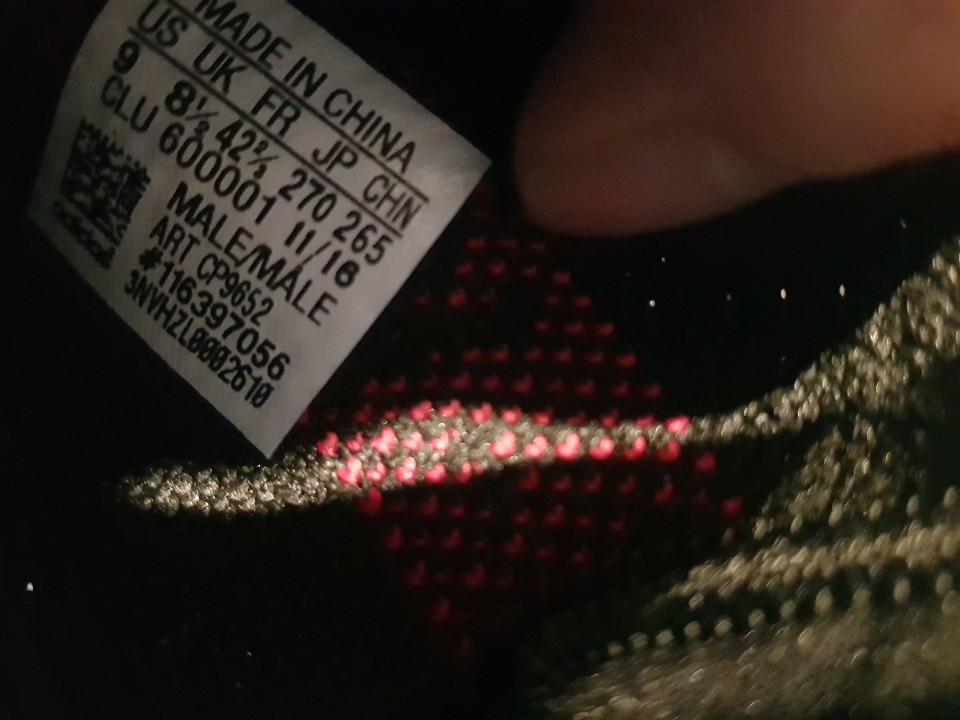 MADE IN CHINA
US UK FR JP CHN
9 8½ 42⅔ 270 265
CLU 600001 11/16
MALE/MÂLE
ART CP9652
#116397056
3NVHZL0002610